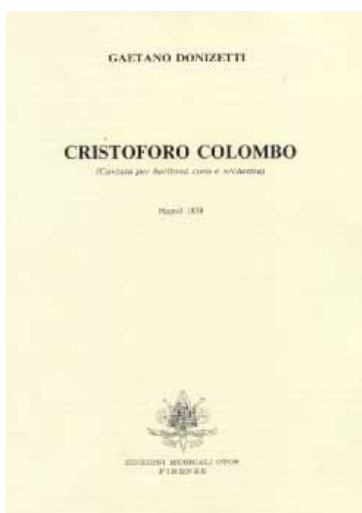 GAETANO DONIZETTI
CRISTOFORO COLOMBO
(Cantata per baritono, coro e orchestra)
Napoli 1838
EDIZIONI MUSICALI OTOS
FIRENZE